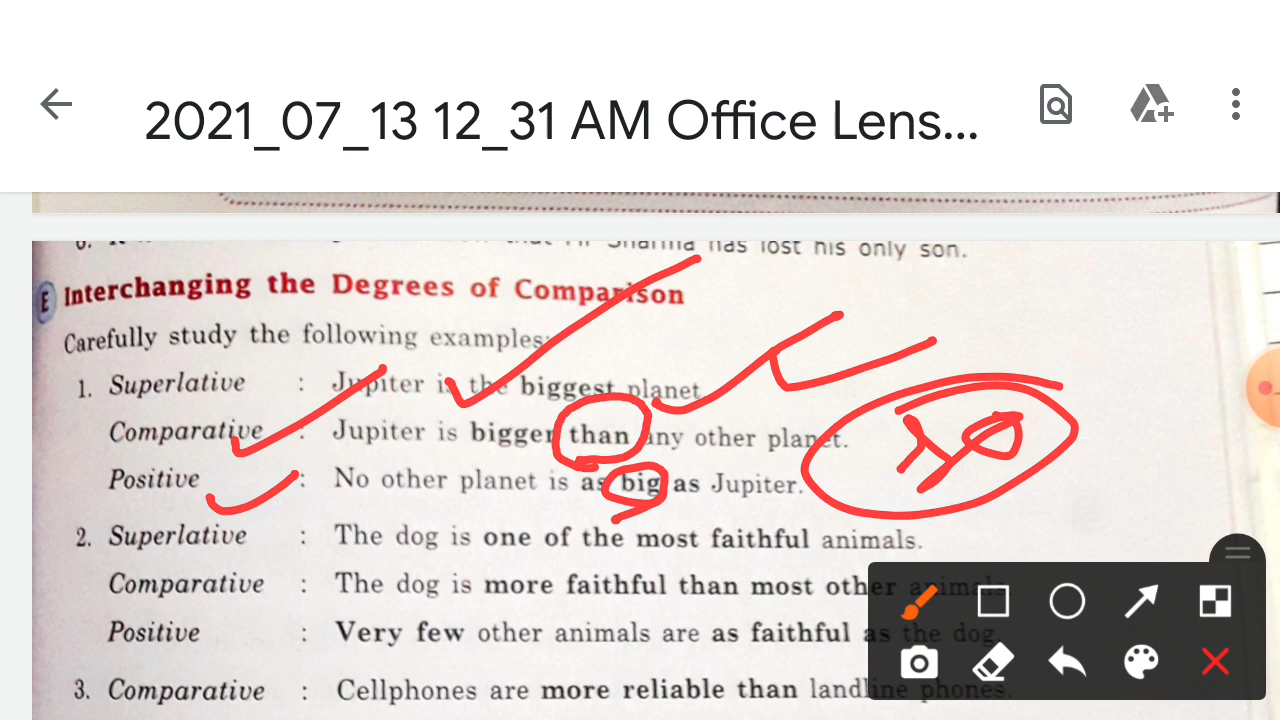 2021_07_13 12_31 AM Office Lens...
Sharma has lost his only son.
E Interchanging the Degrees of Comparison
Carefully study the following examples:
1. Superlative : Jupiter is the biggest planet
Comparative : Jupiter is bigger than any other planet.
Positive : No other planet is as big as Jupiter.
2. Superlative : The dog is one of the most faithful animals.
Comparative : The dog is more faithful than most other animals.
Positive : Very few other animals are as faithful as the dog.
3. Comparative : Cellphones are more reliable than landline phones.